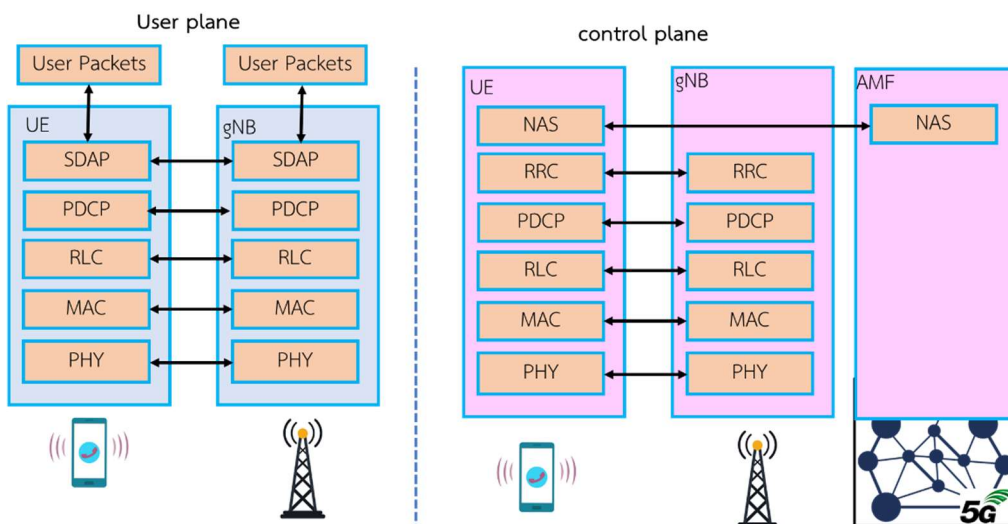 User plane
User Packets
User Packets
UE
gNB
SDAP
SDAP
PDCP
PDCP
RLC
RLC
MAC
MAC
PHY
PHY
control plane
UE
gNB
AMF
NAS
NAS
RRC
RRC
PDCP
PDCP
RLC
RLC
MAC
MAC
PHY
PHY
5G